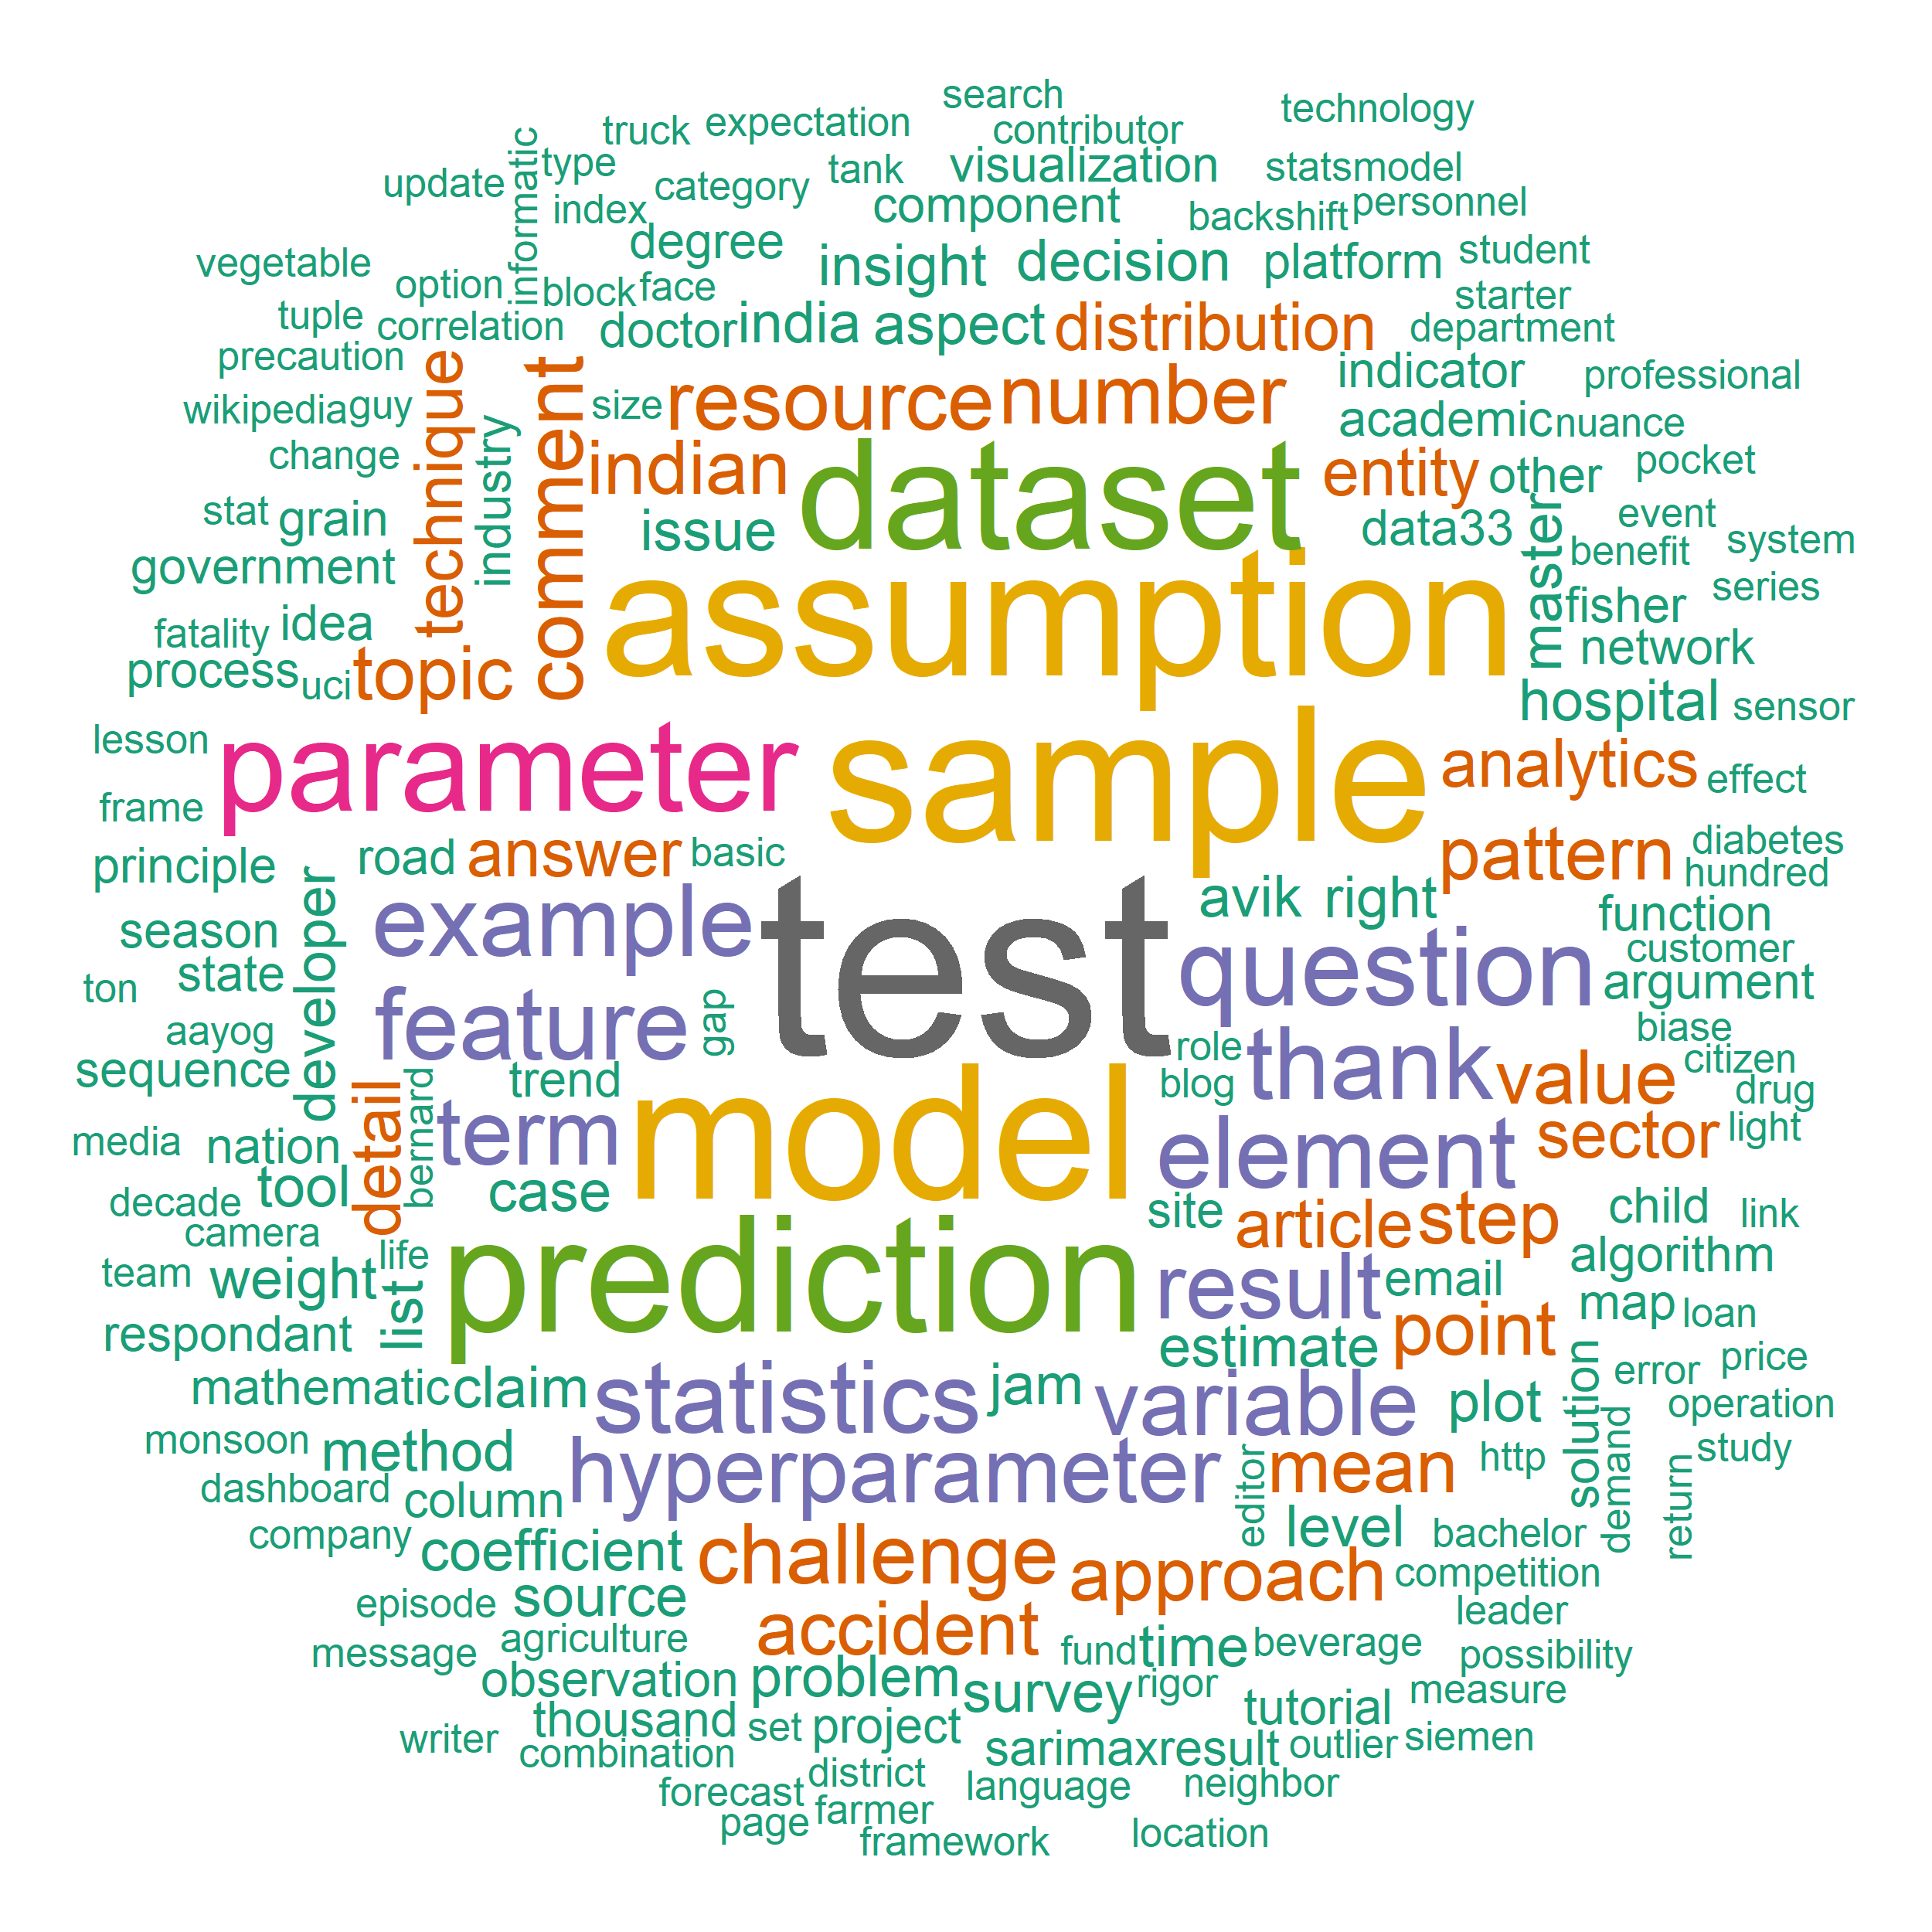 search
technology
truck
expectation
contributor
informatic
type
tank
visualization
statsmodel
update
category
index
component
backshift
personnel
degree
vegetable
option
block
face
insight
decision
platform
student
tuple
correlation
doctor
india
aspect
distribution
starter
department
precaution
technique
comment
size
resource
number
indicator
professional
wikipedia
guy
industry
academic
nuance
change
indian
dataset
entity
other
pocket
stat
grain
issue
data33
master
event
government
assumption
benefit
system
fatality
idea
fisher
series
process
uci
topic
network
hospital
sensor
lesson
parameter
sample
analytics
effect
frame
principle
road
answer
basic
pattern
diabetes
hundred
developer
example
test
avik
right
function
season
question
customer
state
argument
ton
feature
gap
aayog
role
thank
biase
sequence
detail
bernard
trend
blog
value
citizen
drug
media
nation
term
model
element
sector
light
decade
tool
case
site
article
step
child
link
camera
life
prediction
algorithm
team
weight
list
result
email
map
loan
respondant
estimate
point
solution
error
price
mathematic
claim
statistics
jam
variable
plot
operation
monsoon
method
hyperparameter
editor
mean
http
demand
return
study
dashboard
column
level
bachelor
company
coefficient
challenge
approach
competition
episode
source
accident
leader
message
agriculture
fund
time
beverage
possibility
observation
problem
survey
rigor
tutorial
measure
writer
thousand
set
project
combination
sarimaxresult
outlier
siemen
forecast
district
language
neighbor
page
farmer
framework
location